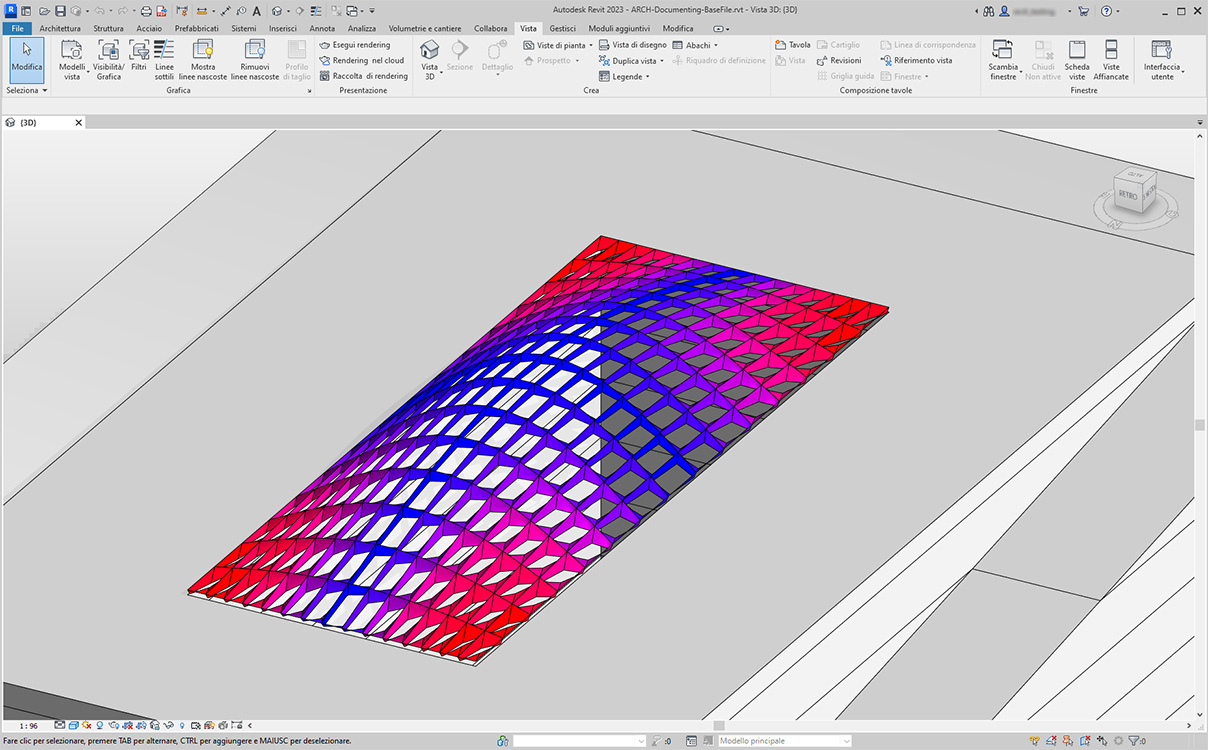 Autodesk Revit 2023 - ARCH-Documenting-BaseFile.rvt - Vista 3D: {3D}
File Architettura Struttura Acciaio Prefabbricati Sistemi Inserisci Annota Analizza Volumetrie e cantiere Collabora Vista Gestisci Moduli aggiuntivi Modifica
Modifica
Seleziona
Modelli vista
Visibilità/ Grafica
Filtri
Linee sottili
Mostra linee nascoste
Rimuovi linee nascoste
Profilo di taglio
Grafica
Esegui rendering
Rendering nel cloud
Raccolta di rendering
Presentazione
Vista 3D
Sezione
Dettaglio
Viste di pianta
Prospetto
Vista di disegno
Duplica vista
Legende
Abachi
Riquadro di definizione
Crea
Tavola
Vista
Cartiglio
Revisioni
Griglia guida
Linea di corrispondenza
Riferimento vista
Finestre
Composizione tavole
Scambia finestre
Chiudi Non attive
Scheda viste
Viste Affiancate
Finestre
Interfaccia utente
{3D}
RETRO
1 : 96
Fare clic per selezionare, premere TAB per alternare, CTRL per aggiungere e MAIUSC per deselezionare.
:0
Modello principale
:0